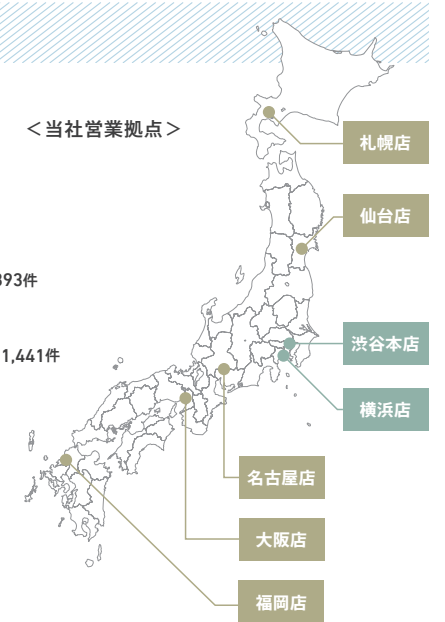 ＜当社営業拠点＞
札幌店
仙台店
393件
渋谷本店
1,441件
横浜店
名古屋店
大阪店
福岡店